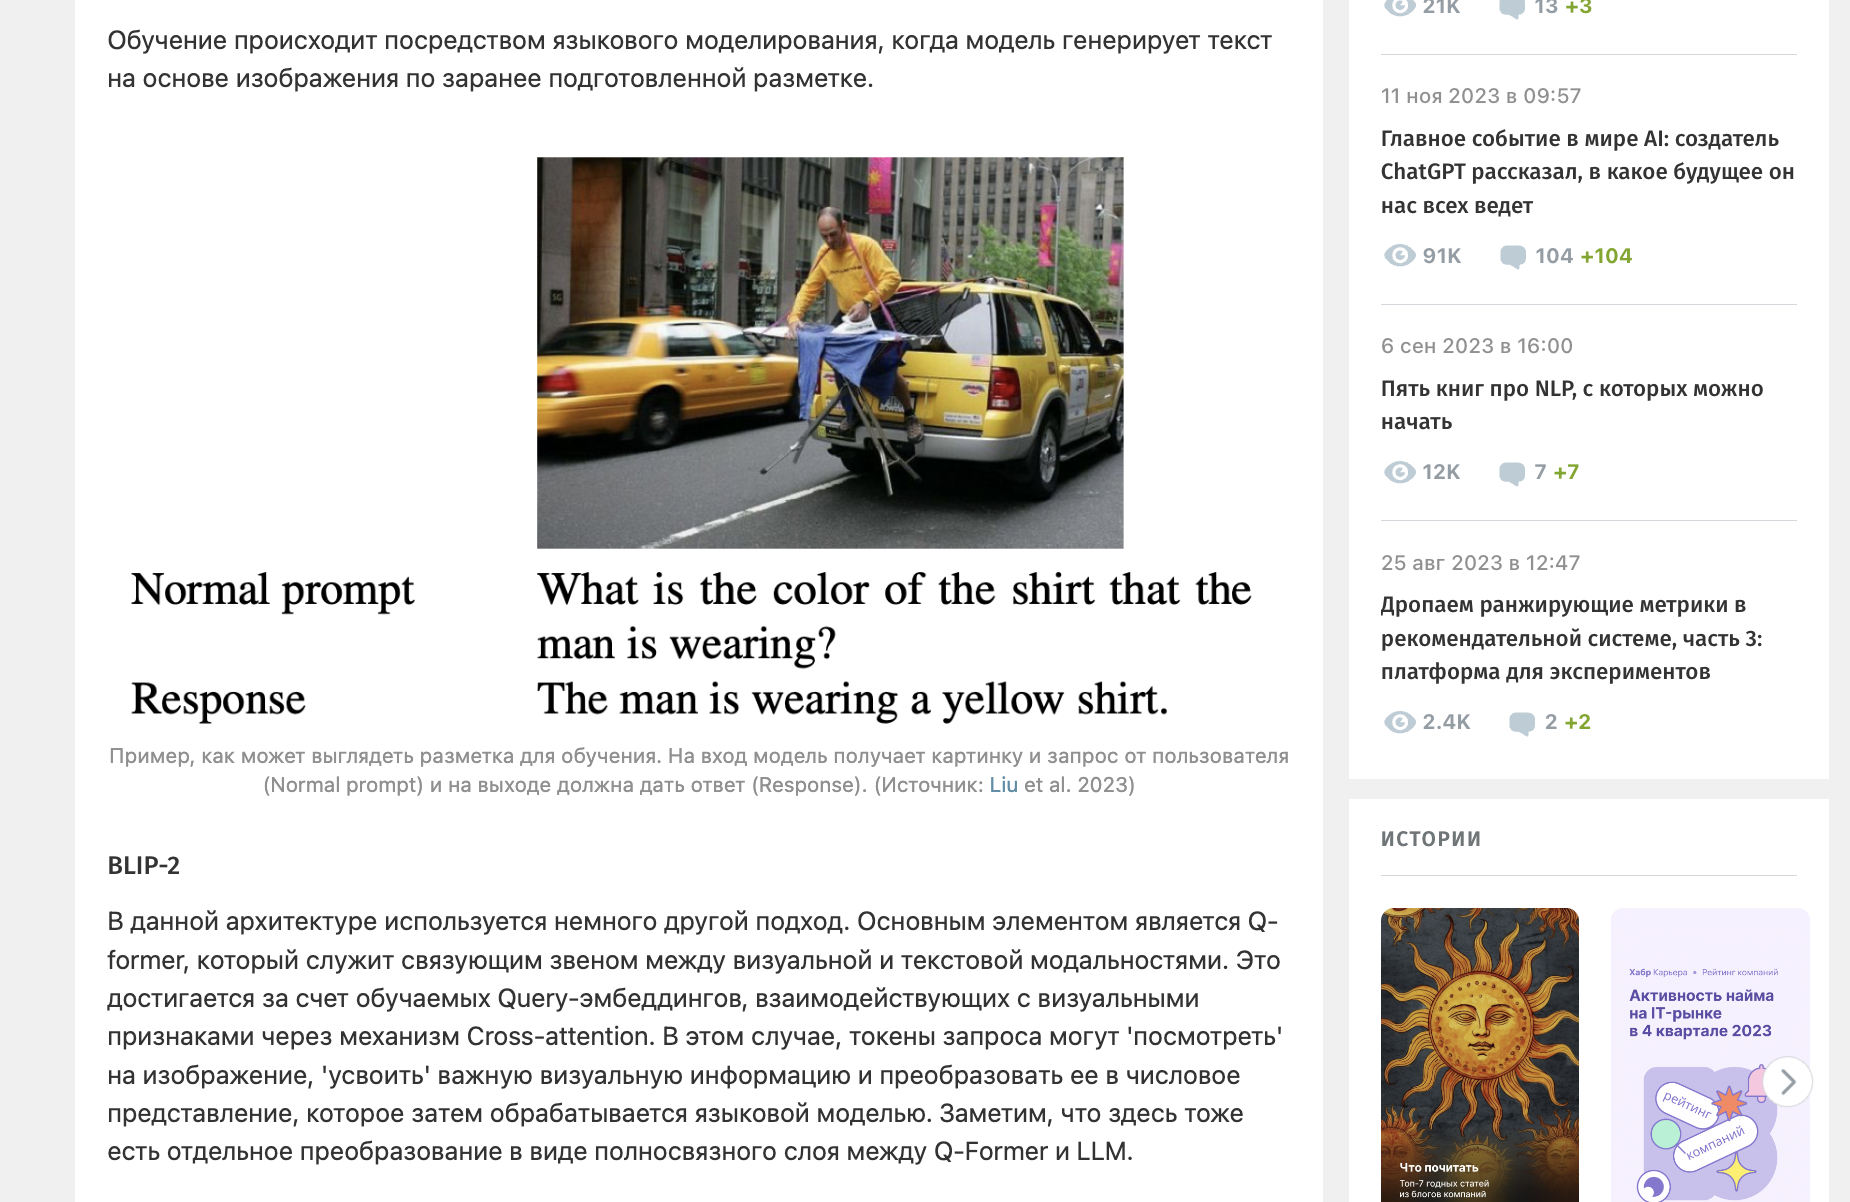 Обучение происходит посредством языкового моделирования, когда модель генерирует текст
на основе изображения по заранее подготовленной разметке.
Normal prompt
What is the color of the shirt that the
man is wearing?
Response
The man is wearing a yellow shirt.
Пример, как может выглядеть разметка для обучения. На вход модель получает картинку и запрос от пользователя
(Normal prompt) и на выходе должна дать ответ (Response). (Источник: Liu et al. 2023)
BLIP-2
В данной архитектуре используется немного другой подход. Основным элементом является Q-
former, который служит связующим звеном между визуальной и текстовой модальностями. Это
достигается за счет обучаемых Query-эмбеддингов, взаимодействующих с визуальными
признаками через механизм Cross-attention. В этом случае, токены запроса могут 'посмотреть'
на изображение, 'усвоить' важную визуальную информацию и преобразовать ее в числовое
представление, которое затем обрабатывается языковой моделью. Заметим, что здесь тоже
есть отдельное преобразование в виде полносвязного слоя между Q-Former и LLM.
21K 13 +3
11 ноя 2023 в 09:57
Главное событие в мире AI: создатель
ChatGPT рассказал, в какое будущее он
нас всех ведет
91K 104 +104
6 сен 2023 в 16:00
Пять книг про NLP, с которых можно
начать
12K 7 +7
25 авг 2023 в 12:47
Дропаем ранжирующие метрики в
рекомендательной системе, часть 3:
платформа для экспериментов
2.4K 2 +2
ИСТОРИИ
Что почитать
Топ-7 годных статей
из блогов компаний
Хабр Карьера • Рейтинг компаний
Активность найма
на IT-рынке
в 4 квартале 2023
рейтинг
компаний